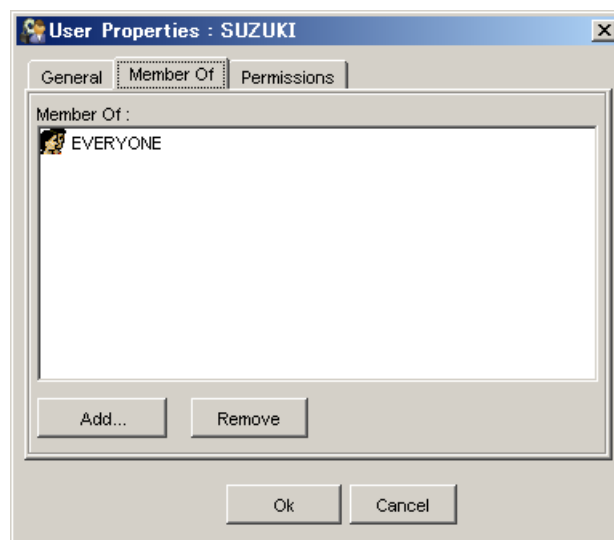 User Properties : SUZUKI
General Member Of Permissions
Member Of :
EVERYONE
Add... Remove
Ok Cancel